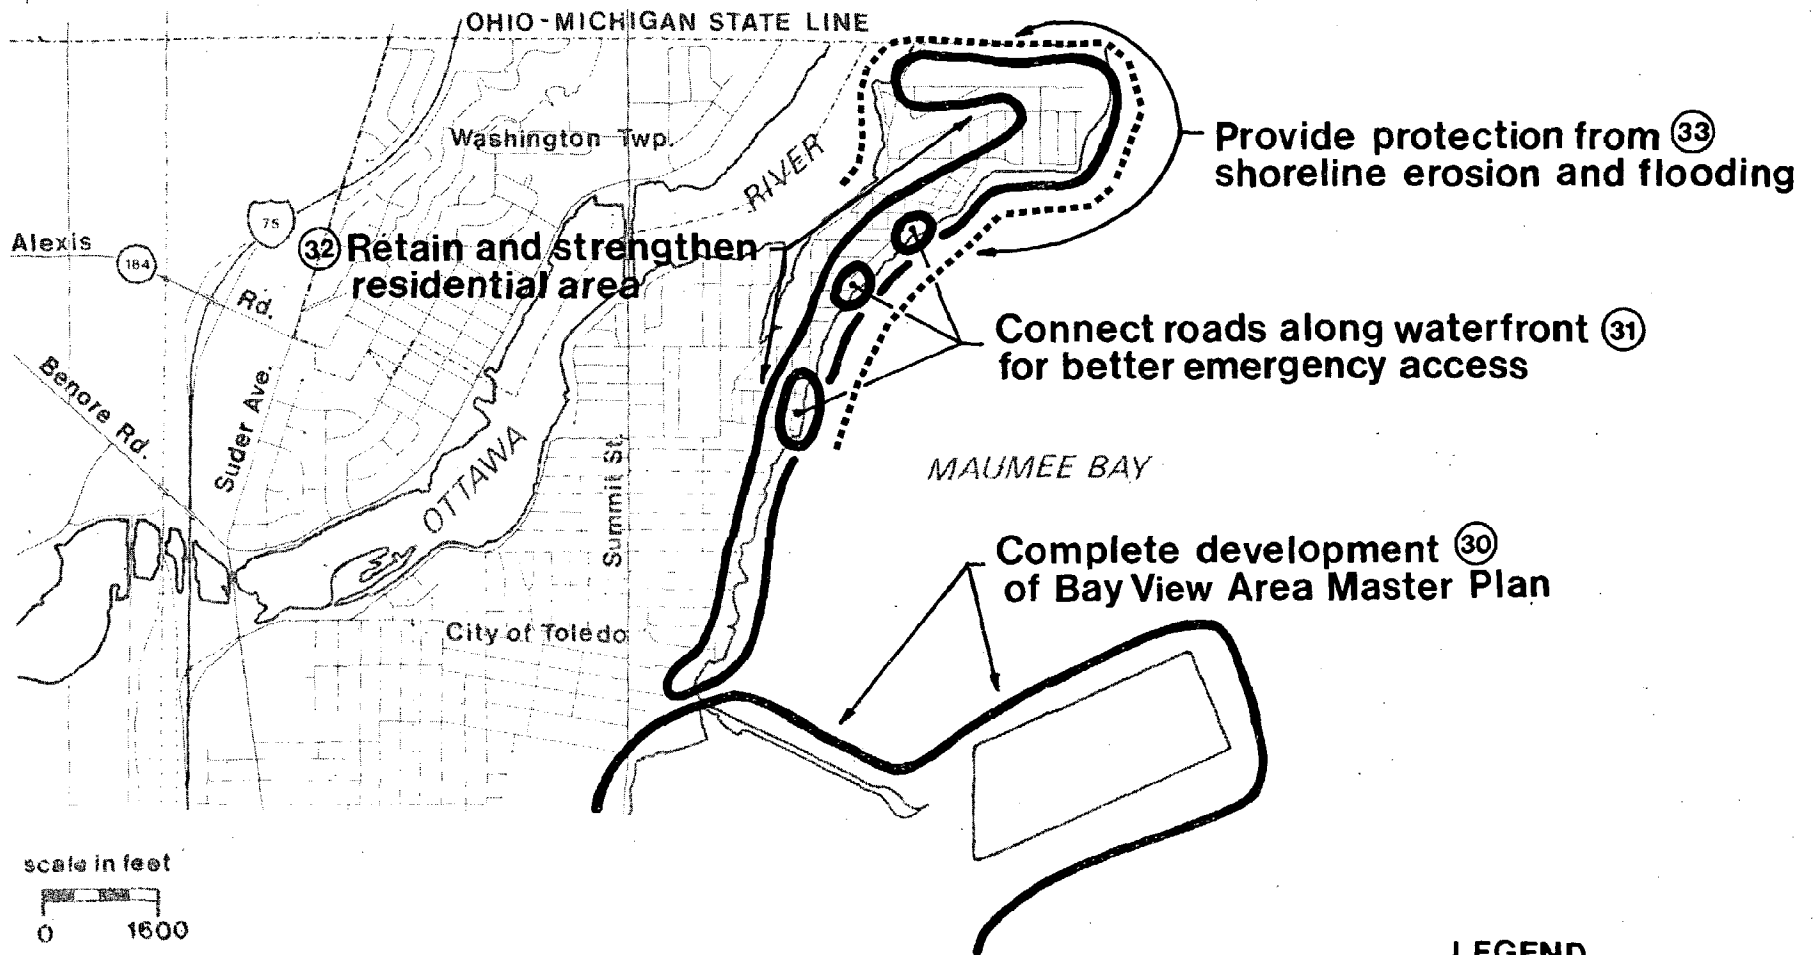 OHIO-MICHIGAN STATE LINE
Washington Twp.
RIVER
Provide protection from 33
shoreline erosion and flooding
75
Alexis
184
Rd.
32 Retain and strengthen
residential area
Connect roads along waterfront 31
for better emergency access
Benore Rd.
Suder Ave.
OTTAWA
Summit St.
MAUMEE BAY
Complete development 30
of Bay View Area Master Plan
City of Toledo
scale in feet
0 1600
LEGEND